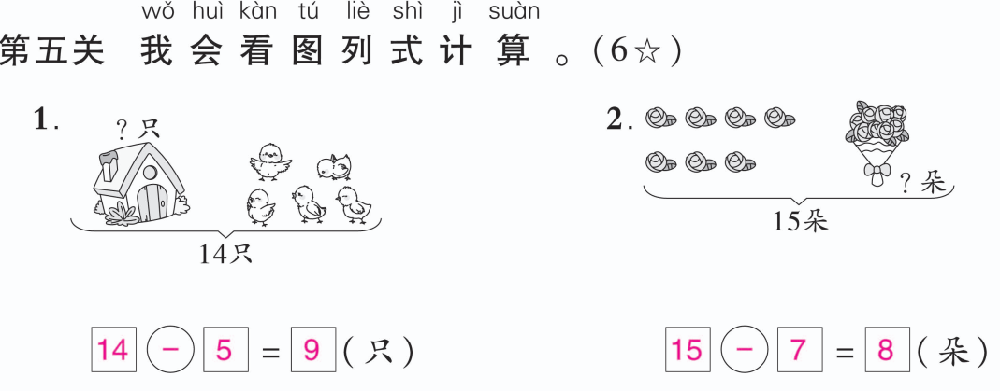 wǒ huì kàn tú liè shì jì suàn
第五关 我会看图列式计算。(6☆)
1. ?只
14只
14 − 5 = 9 (只)
2. ?朵
15朵
15 − 7 = 8 (朵)